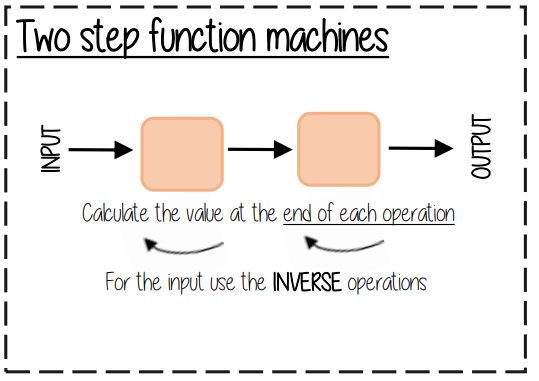 Two step function machines
INPUT
OUTPUT
Calculate the value at the end of each operation
For the input use the INVERSE operations